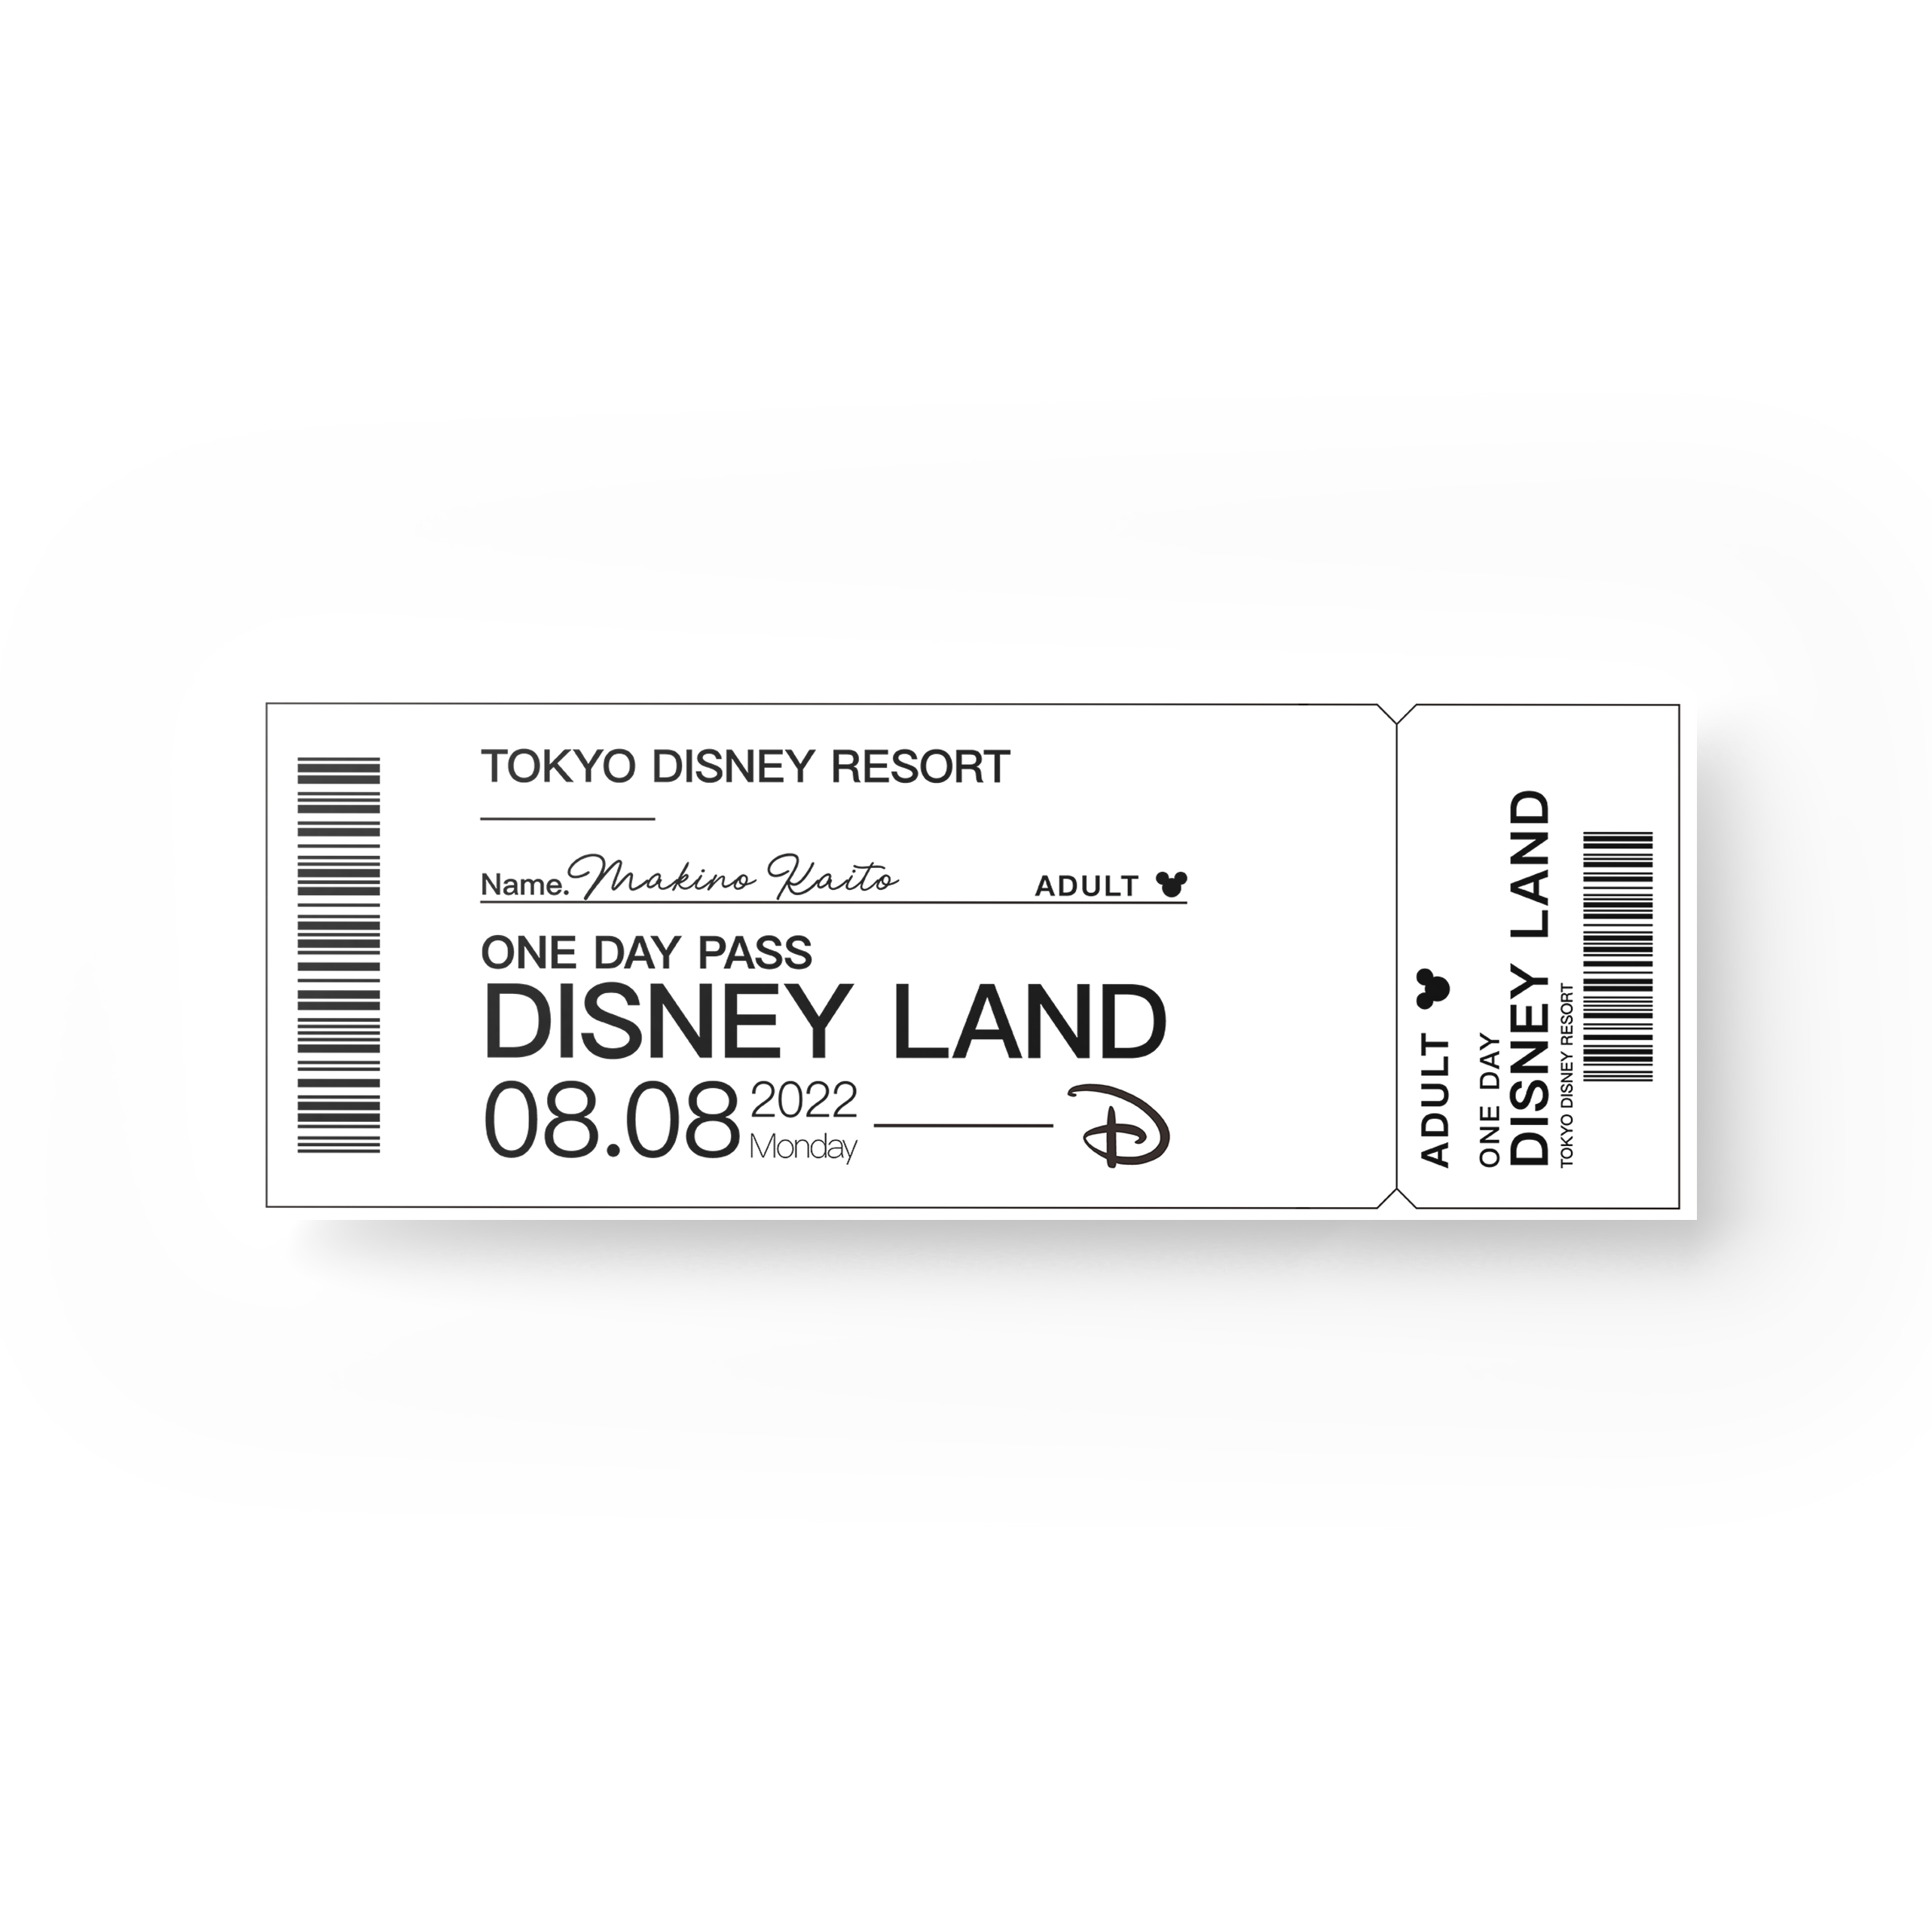 TOKYO DISNEY RESORT
Name. Makino Kaito ADULT
ONE DAY PASS
DISNEY LAND
08.08 2022
Monday
D
ADULT
ONE DAY
DISNEY LAND
TOKYO DISNEY RESORT